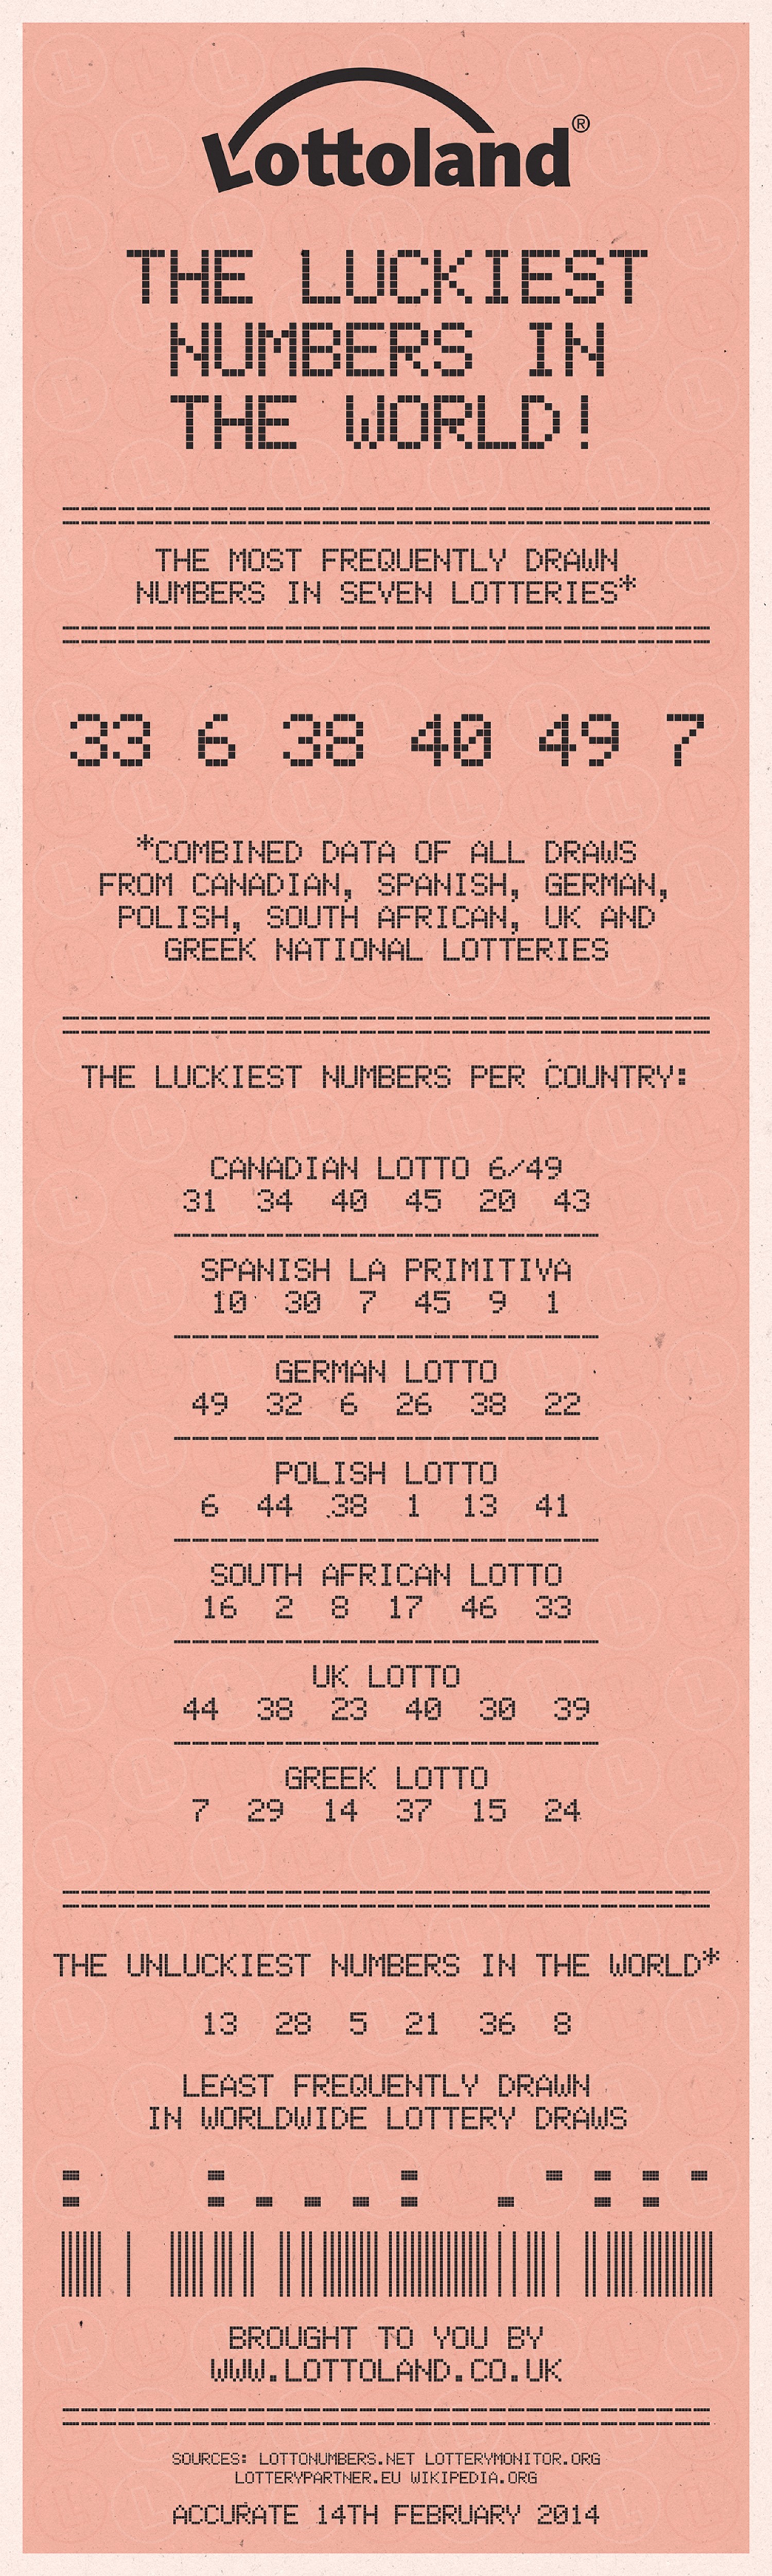 Lottoland®
THE LUCKIEST
NUMBERS IN
THE WORLD!
THE MOST FREQUENTLY DRAWN
NUMBERS IN SEVEN LOTTERIES*
33 6 38 40 49 7
*COMBINED DATA OF ALL DRAWS
FROM CANADIAN, SPANISH, GERMAN,
POLISH, SOUTH AFRICAN, UK AND
GREEK NATIONAL LOTTERIES
THE LUCKIEST NUMBERS PER COUNTRY:
CANADIAN LOTTO 6/49
31 34 40 45 20 43
SPANISH LA PRIMITIVA
10 30 7 45 9 1
GERMAN LOTTO
49 32 6 26 38 22
POLISH LOTTO
6 44 38 1 13 41
SOUTH AFRICAN LOTTO
16 2 8 17 46 33
UK LOTTO
44 38 23 40 30 39
GREEK LOTTO
7 29 14 37 15 24
THE UNLUCKIEST NUMBERS IN THE WORLD*
13 28 5 21 36 8
LEAST FREQUENTLY DRAWN
IN WORLDWIDE LOTTERY DRAWS
BROUGHT TO YOU BY
WWW.LOTTOLAND.CO.UK
SOURCES: LOTTONUMBERS.NET LOTTERYMONITOR.ORG
LOTTERYPARTNER.EU WIKIPEDIA.ORG
ACCURATE 14TH FEBRUARY 2014